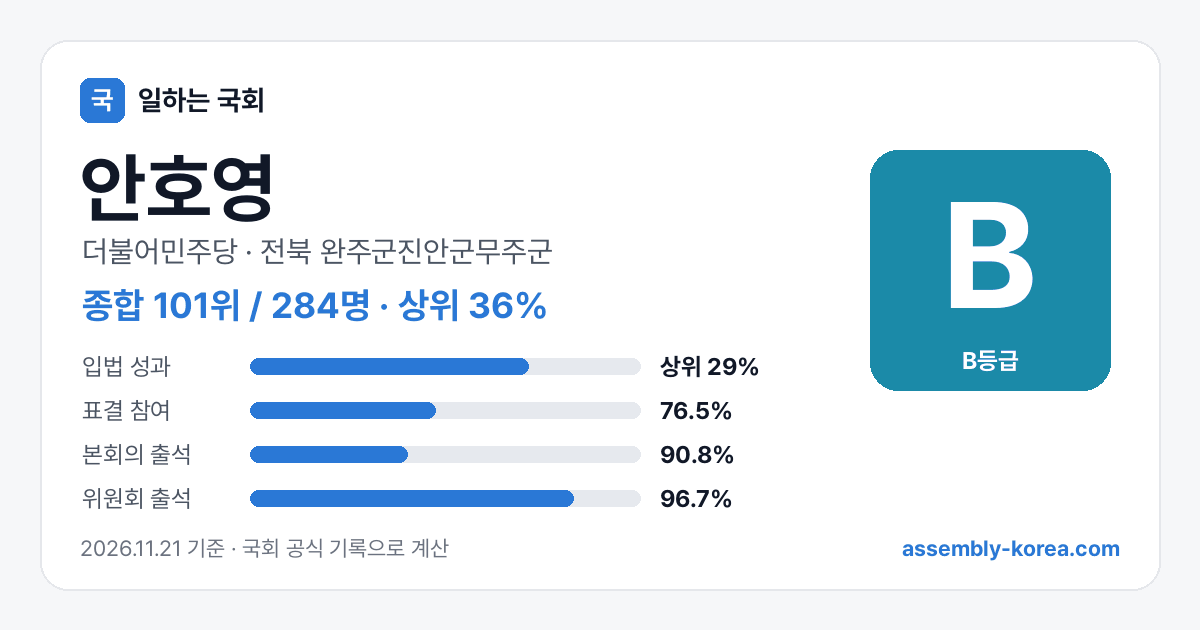 국 일하는 국회
안호영
더불어민주당 · 전북 완주군진안군무주군
종합 101위 / 284명 · 상위 36%
입법 성과 상위 29%
표결 참여 76.5%
본회의 출석 90.8%
위원회 출석 96.7%
B
B등급
2026.11.21 기준 · 국회 공식 기록으로 계산
assembly-korea.com